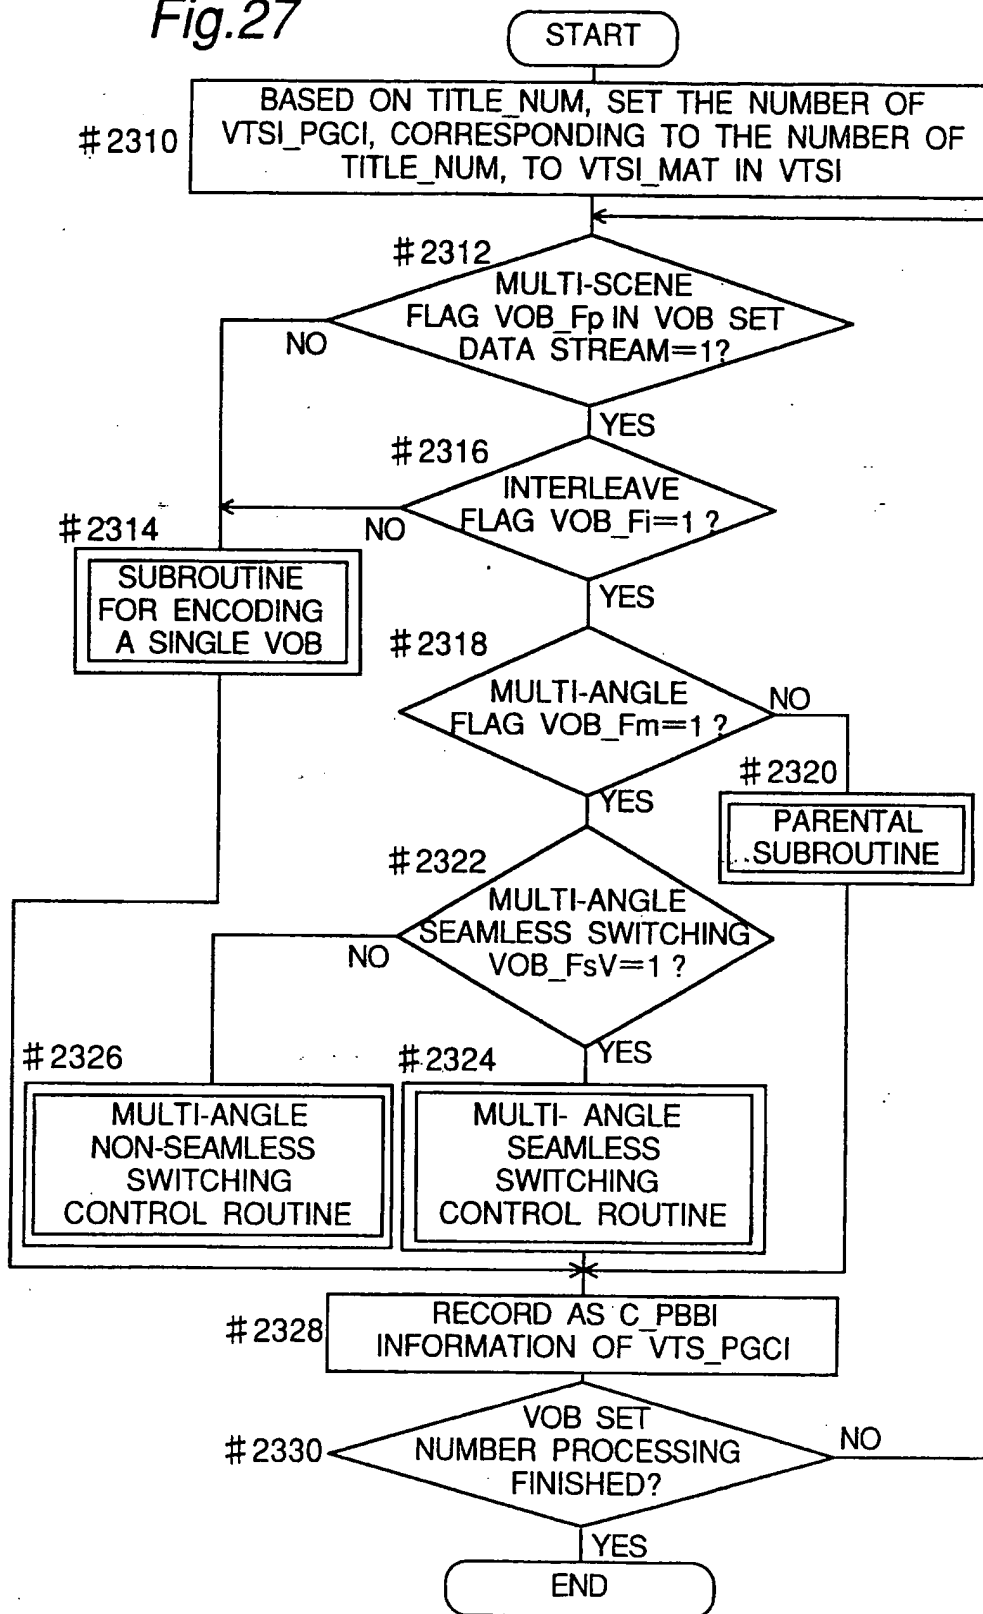 Fig.27
START
#2310
BASED ON TITLE_NUM, SET THE NUMBER OF
VTSI_PGCI, CORRESPONDING TO THE NUMBER OF
TITLE_NUM, TO VTSI_MAT IN VTSI
#2312
MULTI-SCENE
FLAG VOB_Fp IN VOB SET
DATA STREAM=1?
NO
YES
#2316
INTERLEAVE
FLAG VOB_Fi=1 ?
NO
YES
#2314
SUBROUTINE
FOR ENCODING
A SINGLE VOB
#2318
MULTI-ANGLE
FLAG VOB_Fm=1 ?
NO
YES
#2320
PARENTAL
SUBROUTINE
#2322
MULTI-ANGLE
SEAMLESS SWITCHING
VOB_FsV=1 ?
NO
YES
#2326
MULTI-ANGLE
NON-SEAMLESS
SWITCHING
CONTROL ROUTINE
#2324
MULTI- ANGLE
SEAMLESS
SWITCHING
CONTROL ROUTINE
#2328
RECORD AS C_PBBI
INFORMATION OF VTS_PGCI
#2330
VOB SET
NUMBER PROCESSING
FINISHED?
NO
YES
END